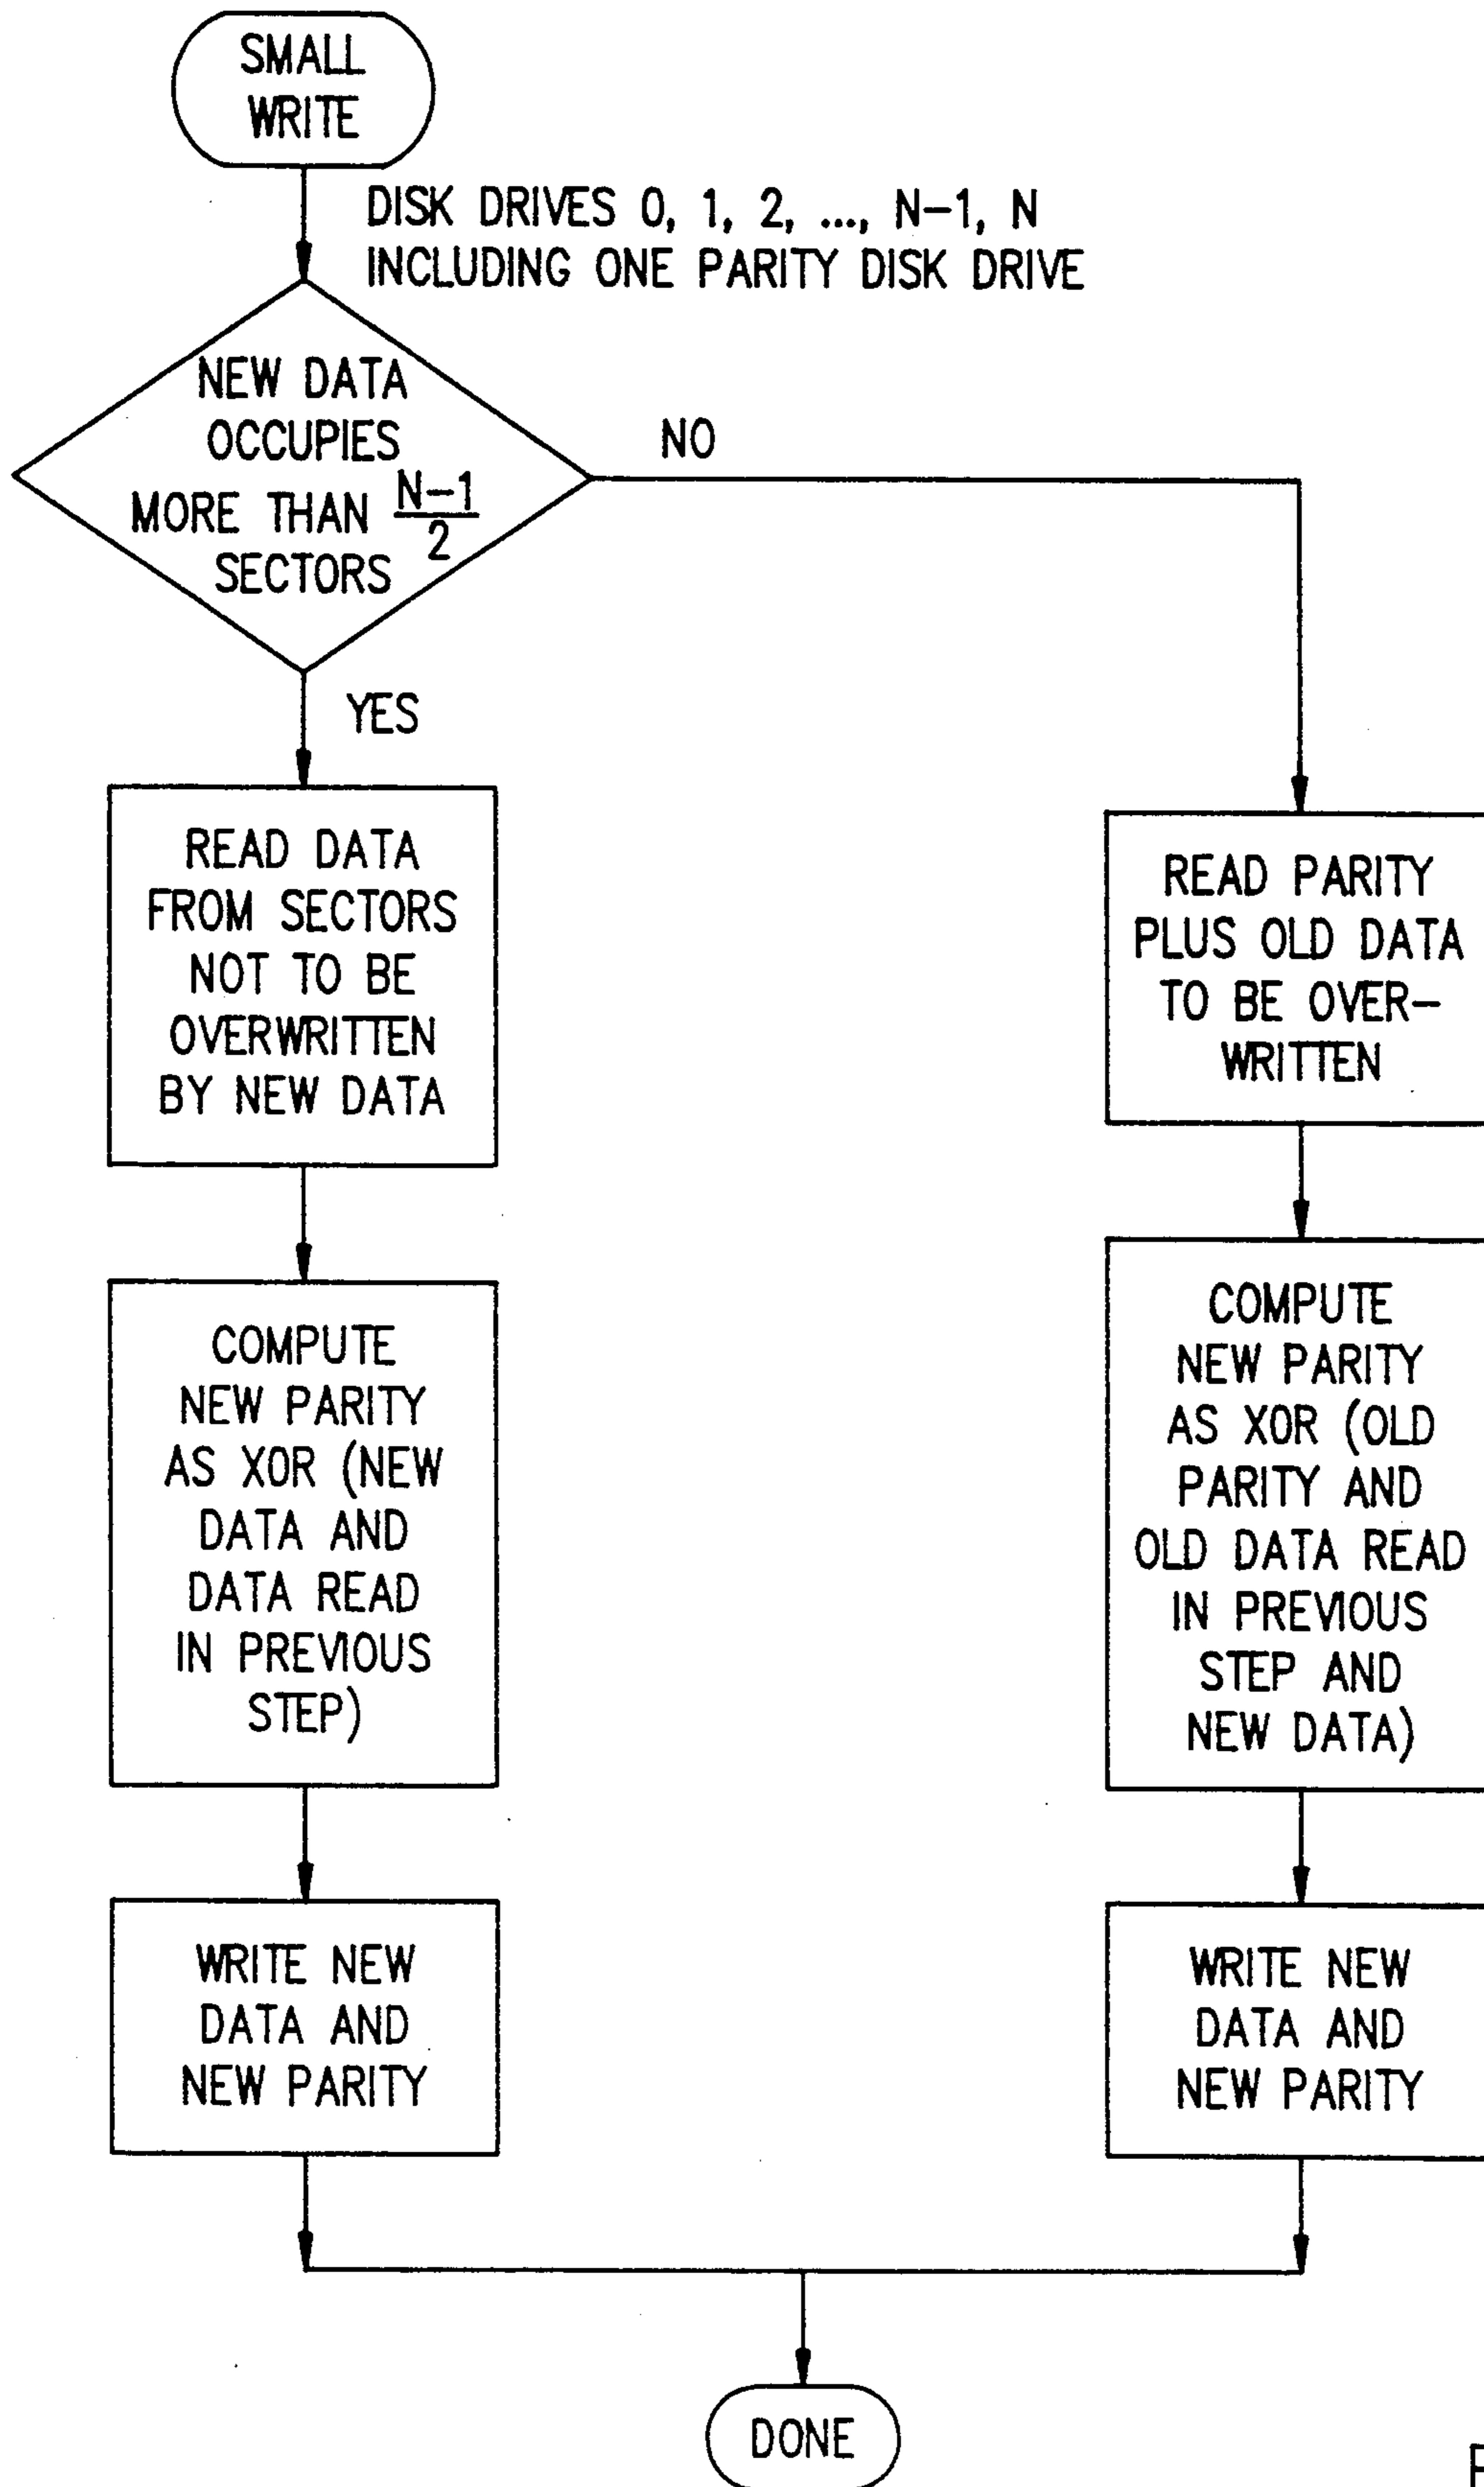 SMALL
WRITE
DISK DRIVES 0, 1, 2, ..., N-1, N
INCLUDING ONE PARITY DISK DRIVE
NEW DATA
OCCUPIES
MORE THAN N-1/2
SECTORS
NO
YES
READ DATA
FROM SECTORS
NOT TO BE
OVERWRITTEN
BY NEW DATA
COMPUTE
NEW PARITY
AS XOR (NEW
DATA AND
DATA READ
IN PREVIOUS
STEP)
WRITE NEW
DATA AND
NEW PARITY
READ PARITY
PLUS OLD DATA
TO BE OVER-
WRITTEN
COMPUTE
NEW PARITY
AS XOR (OLD
PARITY AND
OLD DATA READ
IN PREVIOUS
STEP AND
NEW DATA)
WRITE NEW
DATA AND
NEW PARITY
DONE